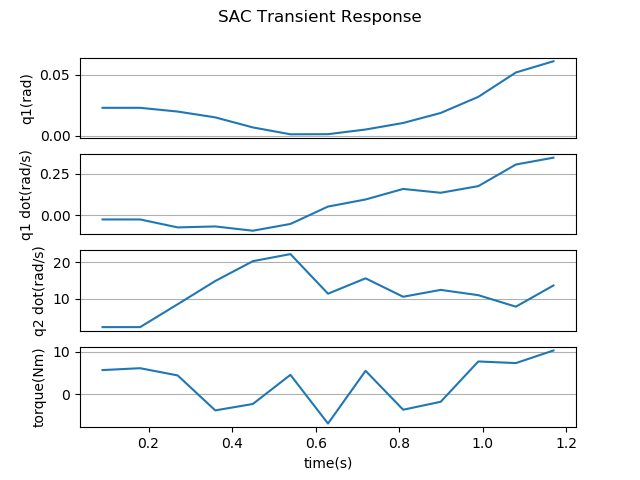 SAC Transient Response
q1(rad)
0.05
0.00
q1 dot(rad/s)
0.25
0.00
q2 dot(rad/s)
20
10
torque(Nm)
10
0
0.2 0.4 0.6 0.8 1.0 1.2
time(s)